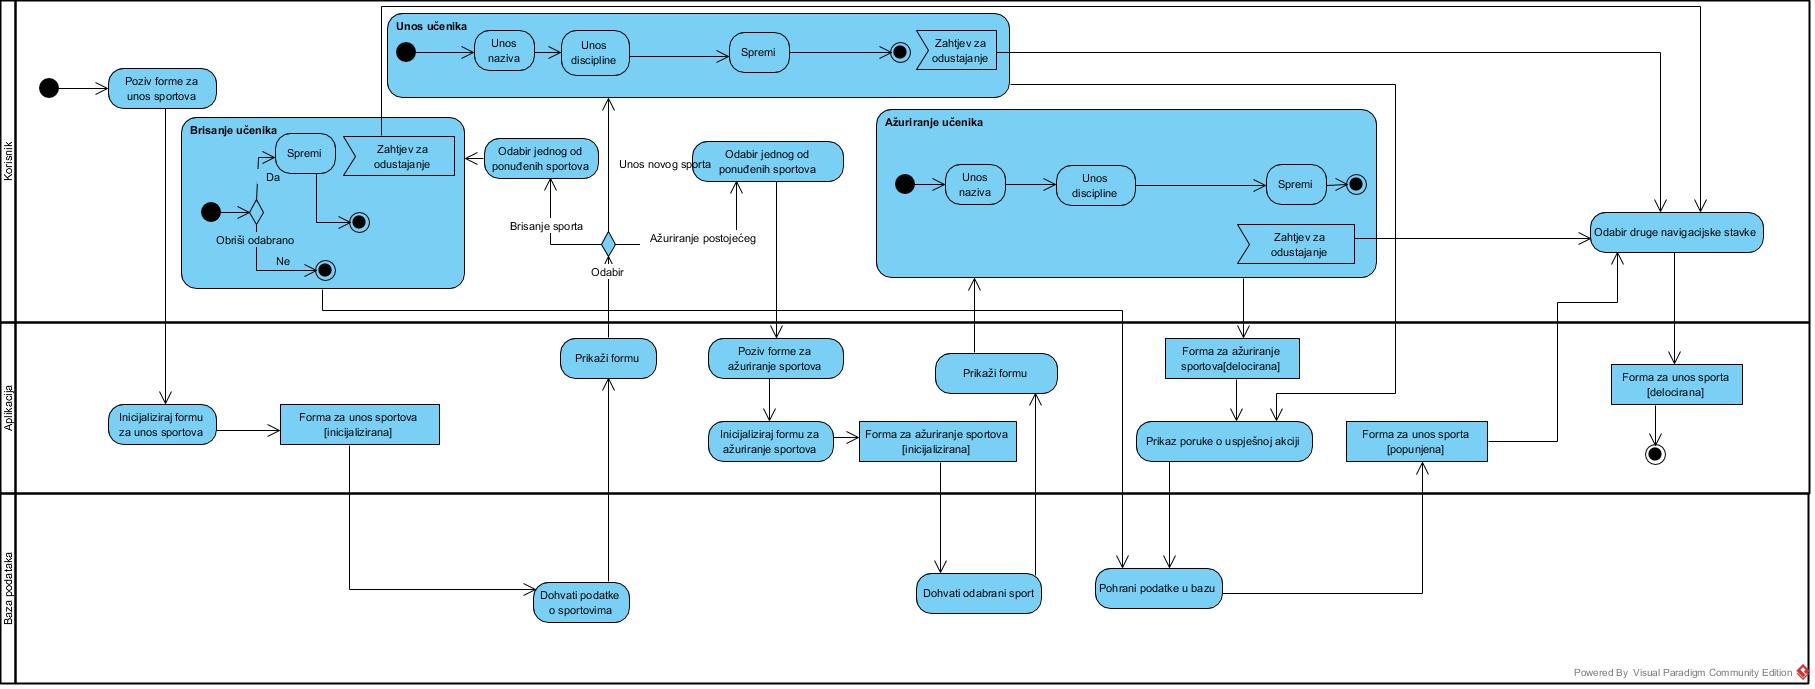 Korisnik
Poziv forme za
unos sportova
Unos učenika
Unos
naziva
Unos
discipline
Spremi
Zahtjev za
odustajanje
Brisanje učenika
Spremi
Zahtjev za
odustajanje
Da
Obriši odabrano
Ne
Odabir jednog od
ponuđenih sportova
Brisanje sporta
Unos novog sporta
Odabir jednog od
ponuđenih sportova
Ažuriranje postojećeg
Odabir
Ažuriranje učenika
Unos
naziva
Unos
discipline
Spremi
Zahtjev za
odustajanje
Odabir druge navigacijske stavke
Aplikacija
Inicijaliziraj formu
za unos sportova
Forma za unos sportova
[inicijalizirana]
Prikaži formu
Poziv forme za
ažuriranje sportova
Inicijaliziraj formu za
ažuriranje sportova
Forma za ažuriranje sportova
[inicijalizirana]
Prikaži formu
Forma za ažuriranje
sportova[delocirana]
Prikaz poruke o uspješnoj akciji
Forma za unos sporta
[popunjena]
Forma za unos sporta
[delocirana]
Baza podataka
Dohvati podatke
o sportovima
Dohvati odabrani sport
Pohrani podatke u bazu
Powered By Visual Paradigm Community Edition